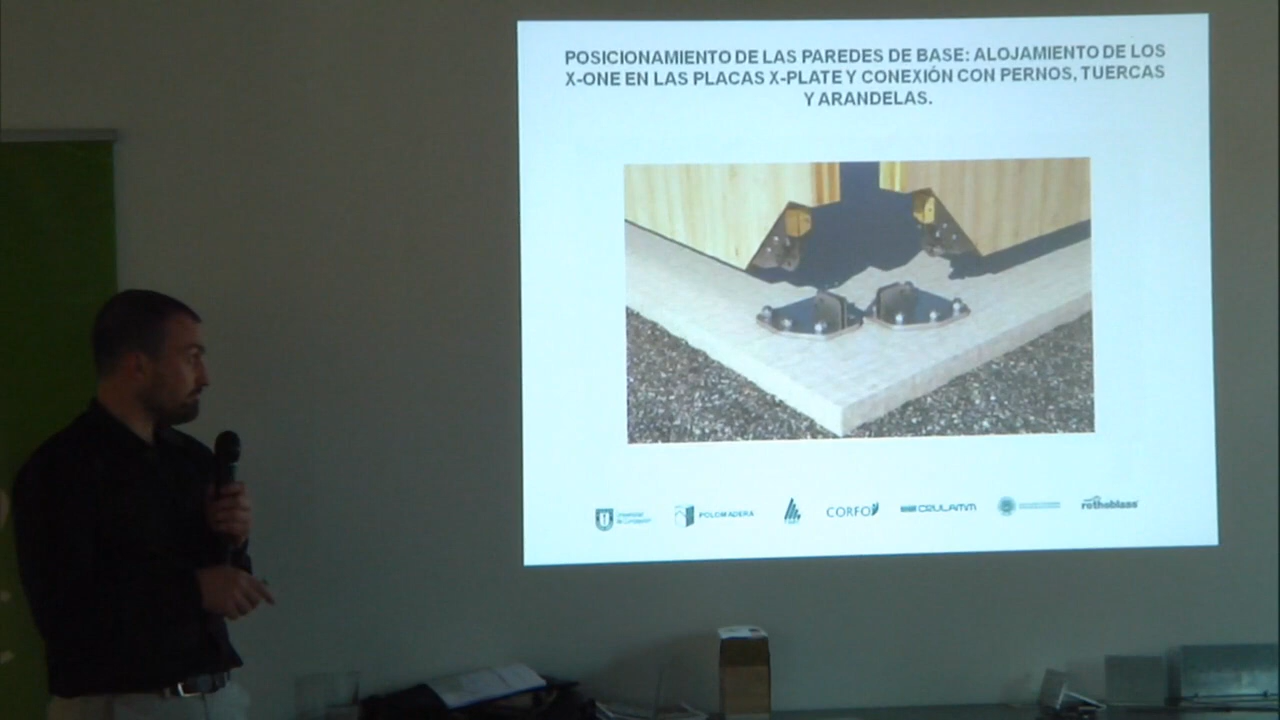 POSICIONAMIENTO DE LAS PAREDES DE BASE: ALOJAMIENTO DE LOS
X-ONE EN LAS PLACAS X-PLATE Y CONEXIÓN CON PERNOS, TUERCAS
Y ARANDELAS.
POLOMADERA CORFO CRULAMM rothoblaas